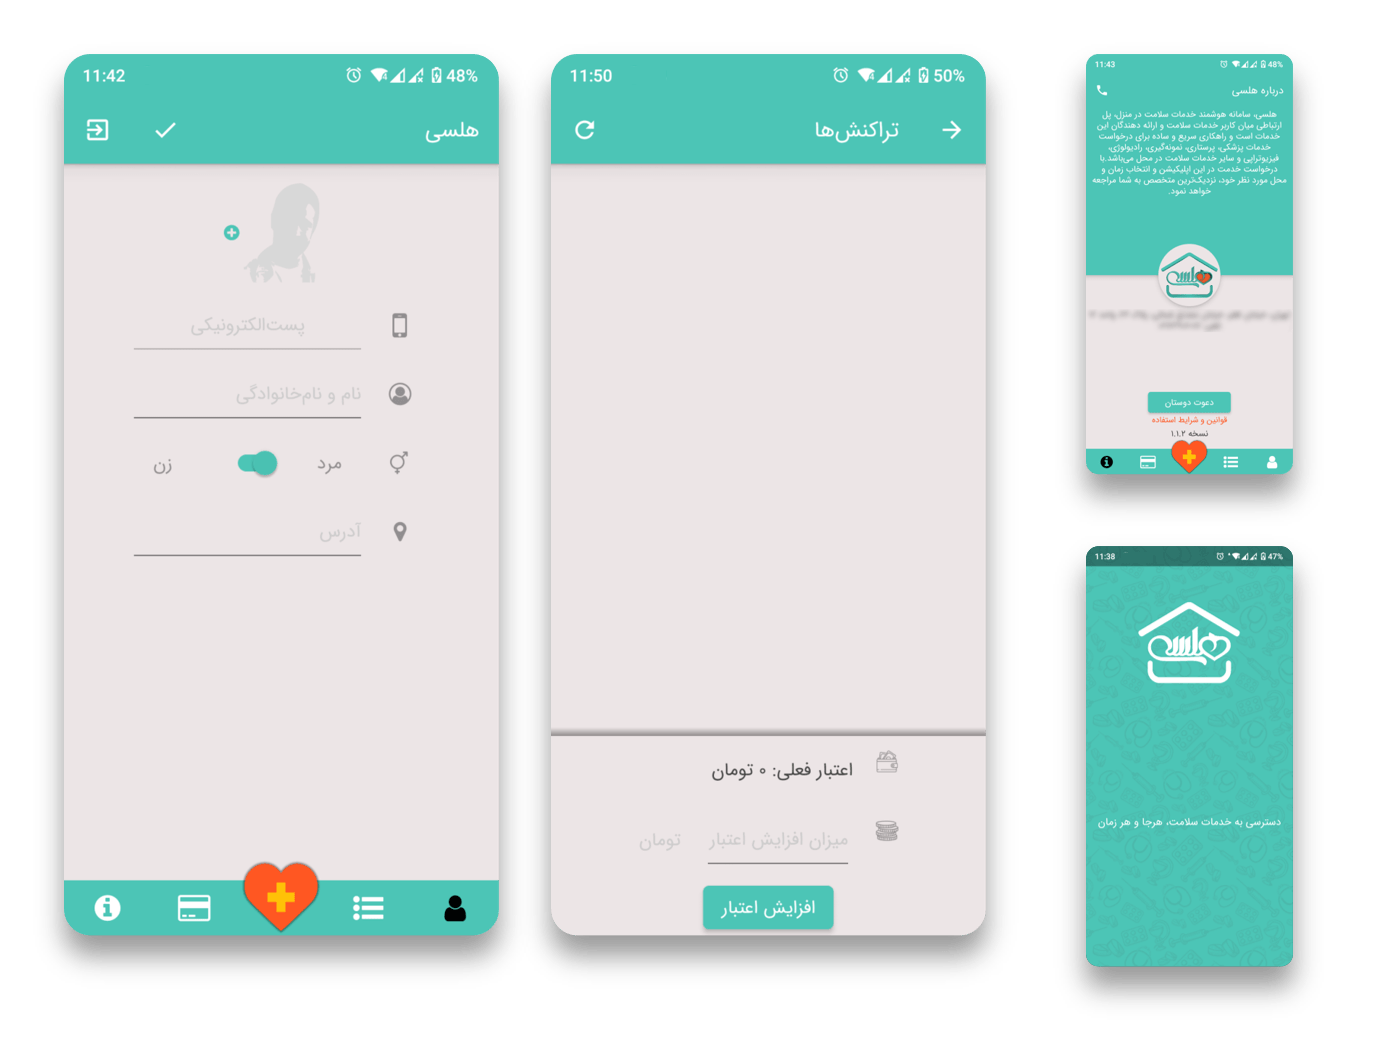 11:42
48%
هلسی
پست‌الکترونیکی
نام و نام‌خانوادگی
مرد
زن
آدرس
11:50
50%
تراکنش‌ها
اعتبار فعلی: ۰ تومان
میزان افزایش اعتبار
تومان
افزایش اعتبار
11:43
48%
درباره هلسی
هلسی، سامانه هوشمند خدمات سلامت در منزل، پل
ارتباطی میان کاربر خدمات سلامت و ارائه دهندگان این
خدمات است و راهکاری سریع و ساده برای درخواست
خدمات پزشکی، پرستاری، نمونه‌گیری، رادیولوژی،
فیزیوتراپی و سایر خدمات سلامت در محل می‌باشد.با
درخواست خدمت در این اپلیکیشن و انتخاب زمان و
محل مورد نظر خود، نزدیک‌ترین متخصص به شما مراجعه
خواهد نمود.
هلسی
دعوت دوستان
قوانین و شرایط استفاده
نسخه ۱.۱.۲
11:38
47%
هلسی
دسترسی به خدمات سلامت، هرجا و هر زمان